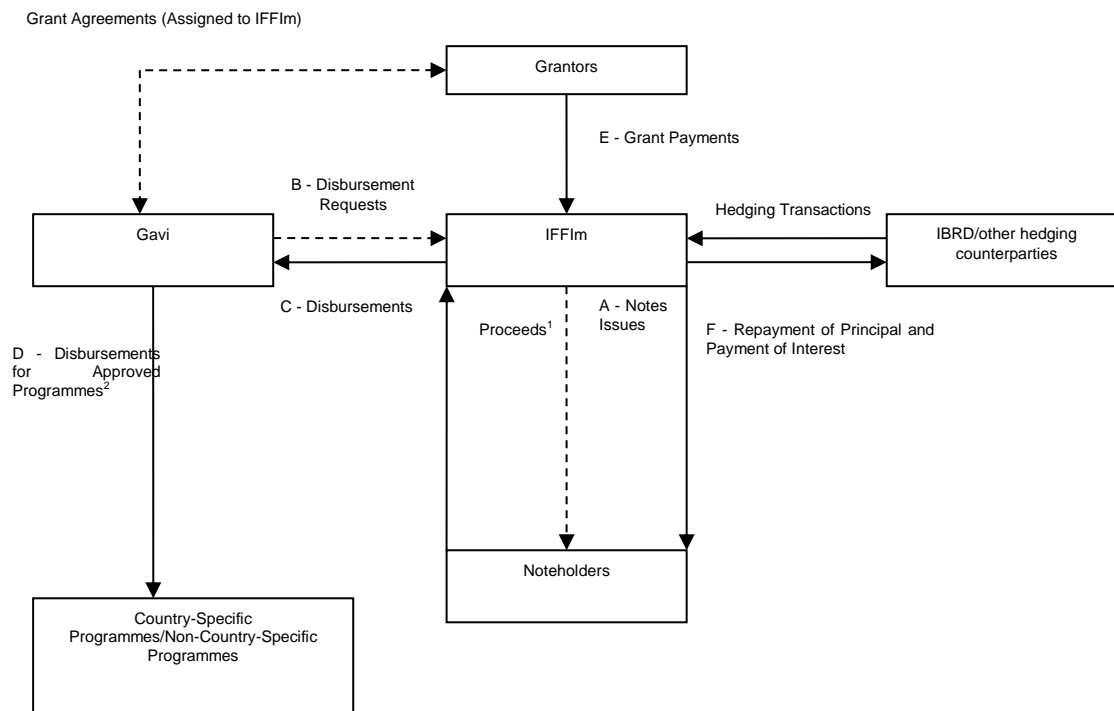 Grant Agreements (Assigned to IFFIm)
Grantors
E - Grant Payments
B - Disbursement
Requests
Hedging Transactions
Gavi
IFFIm
IBRD/other hedging
counterparties
C - Disbursements
Proceeds¹
A - Notes
Issues
F - Repayment of Principal and
Payment of Interest
D - Disbursements
for Approved
Programmes²
Noteholders
Country-Specific
Programmes/Non-Country-Specific
Programmes